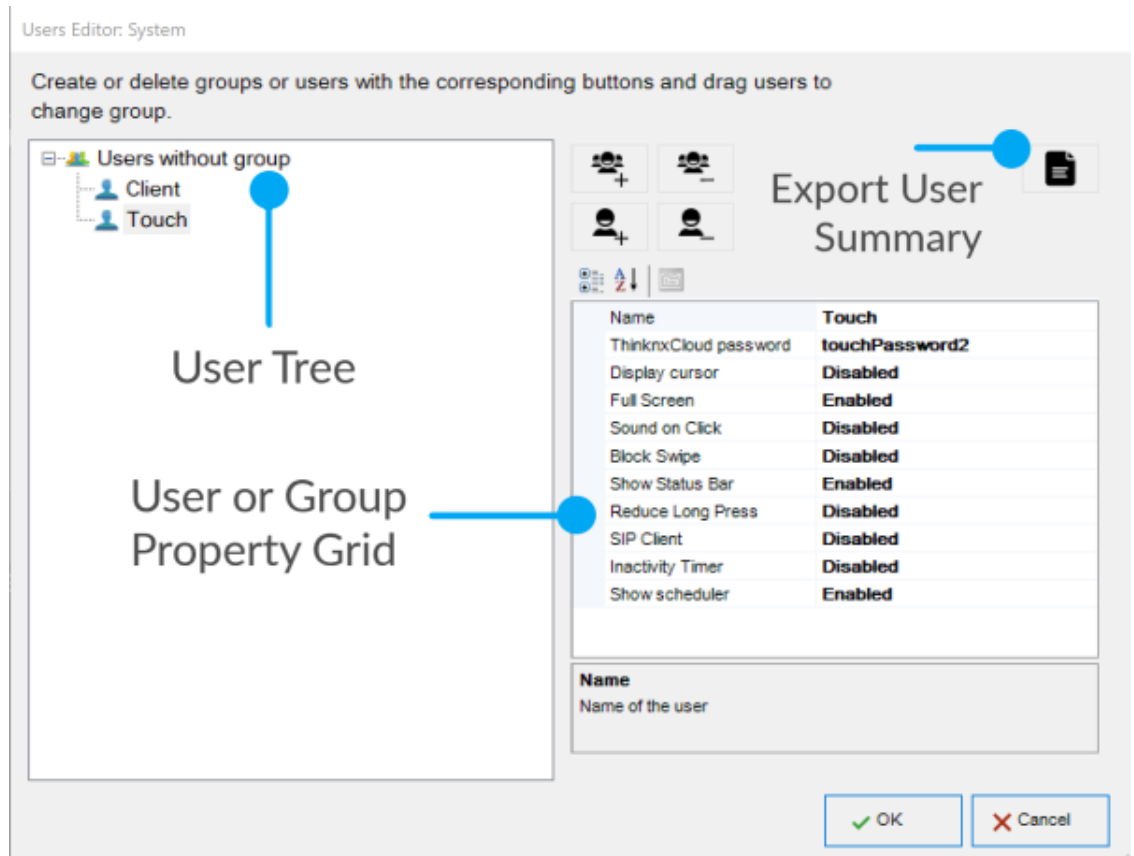 Users Editor: System
Create or delete groups or users with the corresponding buttons and drag users to
change group.
Users without group
Client
Touch
User Tree
User or Group
Property Grid
Export User
Summary
Name Touch
ThinknxCloud password touchPassword2
Display cursor Disabled
Full Screen Enabled
Sound on Click Disabled
Block Swipe Disabled
Show Status Bar Enabled
Reduce Long Press Disabled
SIP Client Disabled
Inactivity Timer Disabled
Show scheduler Enabled
Name
Name of the user
OK
Cancel